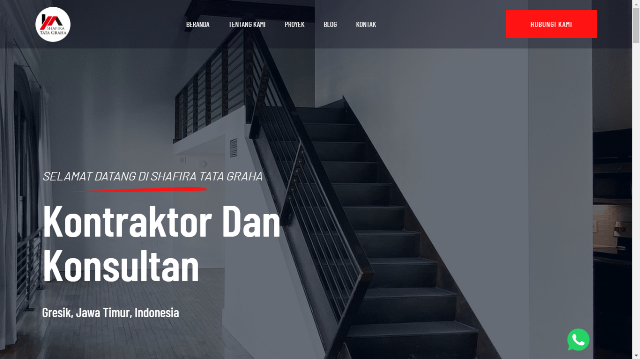 SHAFIRA
TATA GRAHA
BERANDA
TENTANG KAMI
PROYEK
BLOG
KONTAK
HUBUNGI KAMI
SELAMAT DATANG DI SHAFIRA TATA GRAHA
Kontraktor Dan
Konsultan
Gresik, Jawa Timur, Indonesia